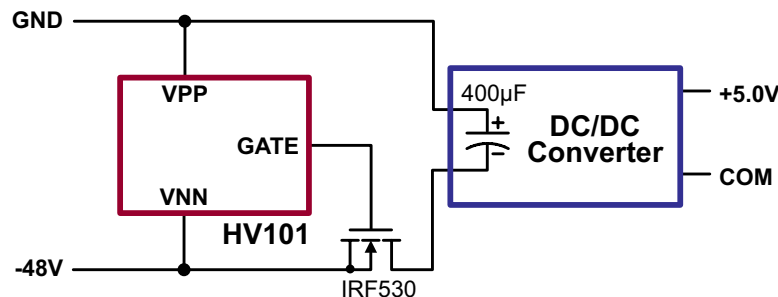 GND
VPP
GATE
VNN
HV101
-48V
IRF530
400µF
+
–
DC/DC
Converter
+5.0V
COM